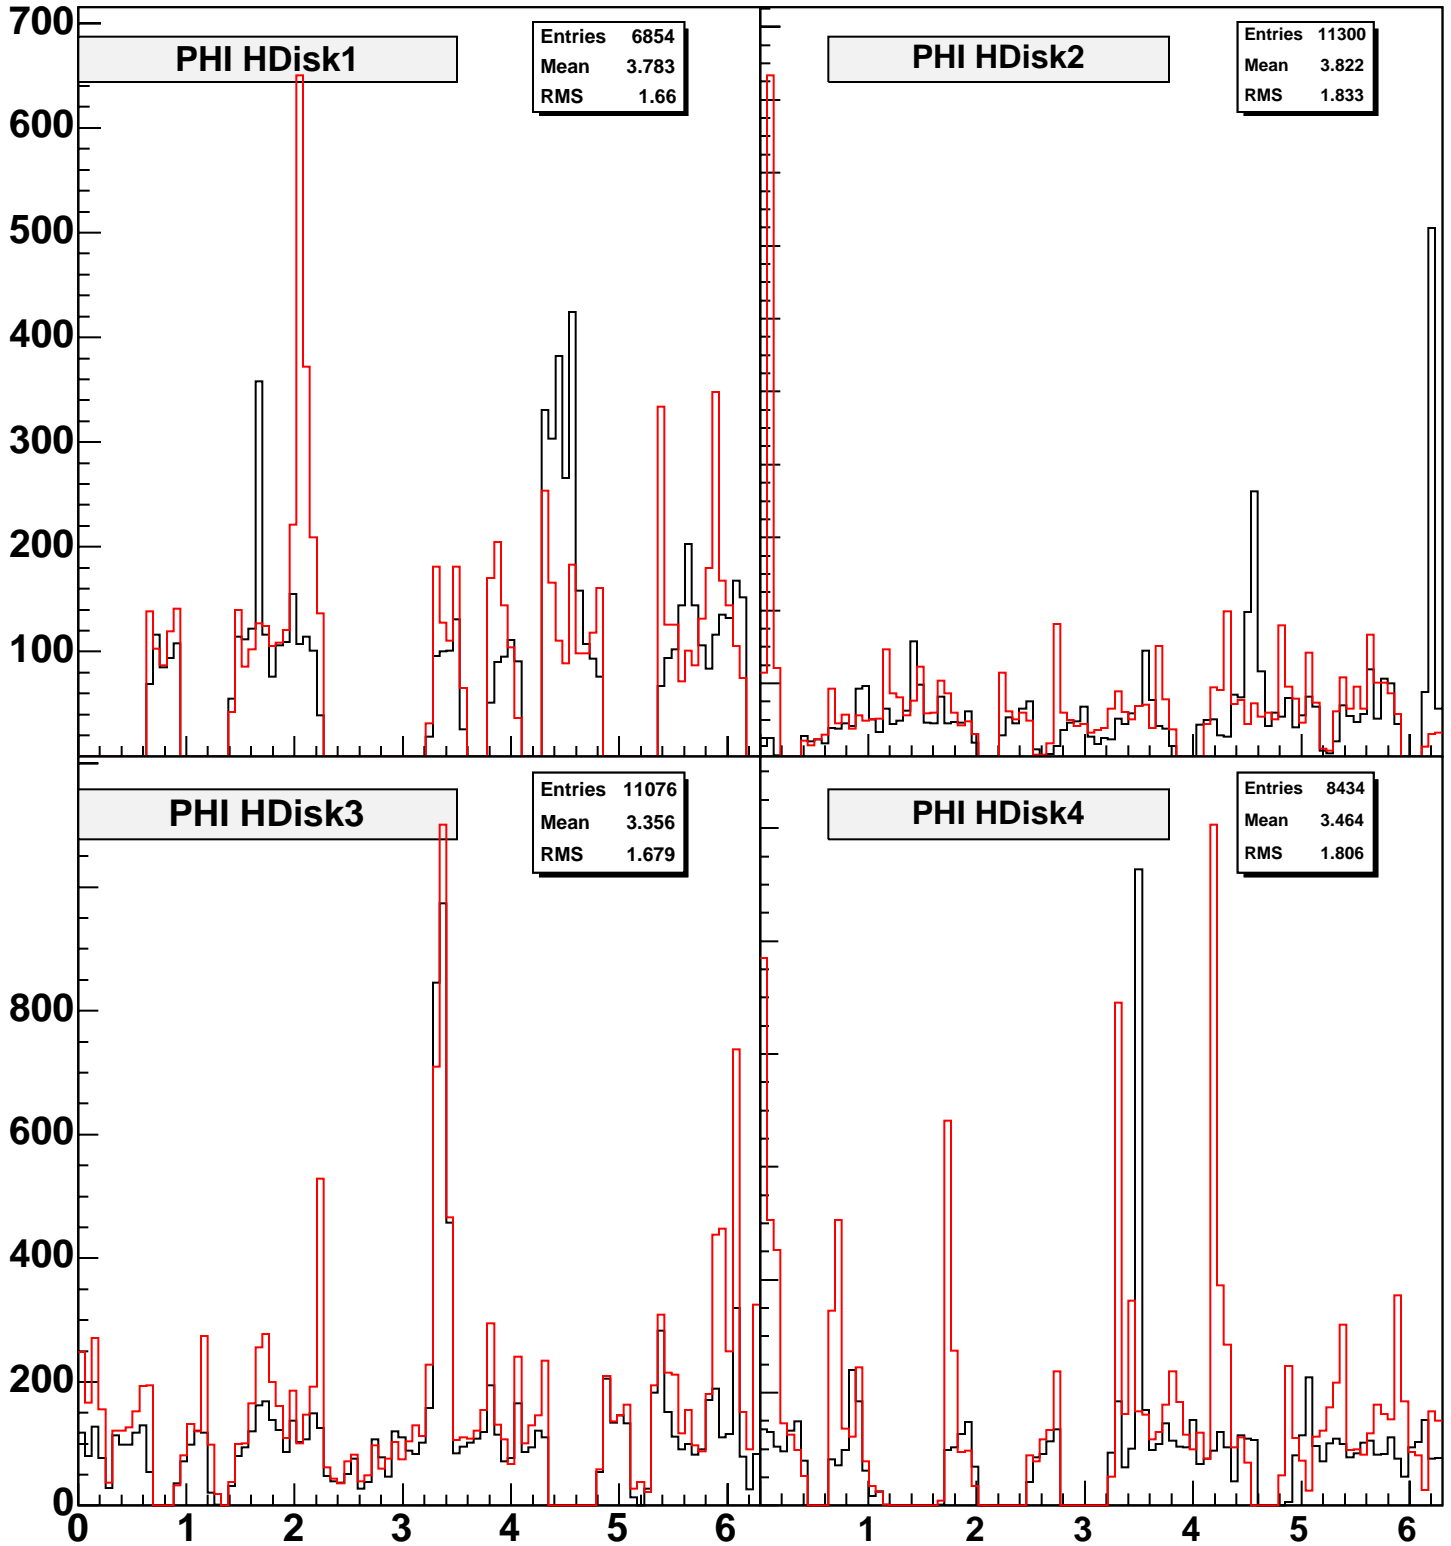 700
600
500
400
300
200
100
PHI HDisk1
Entries 6854
Mean 3.783
RMS 1.66
PHI HDisk2
Entries 11300
Mean 3.822
RMS 1.833
800
600
400
200
0
PHI HDisk3
Entries 11076
Mean 3.356
RMS 1.679
PHI HDisk4
Entries 8434
Mean 3.464
RMS 1.806
0 1 2 3 4 5 6
1 2 3 4 5 6